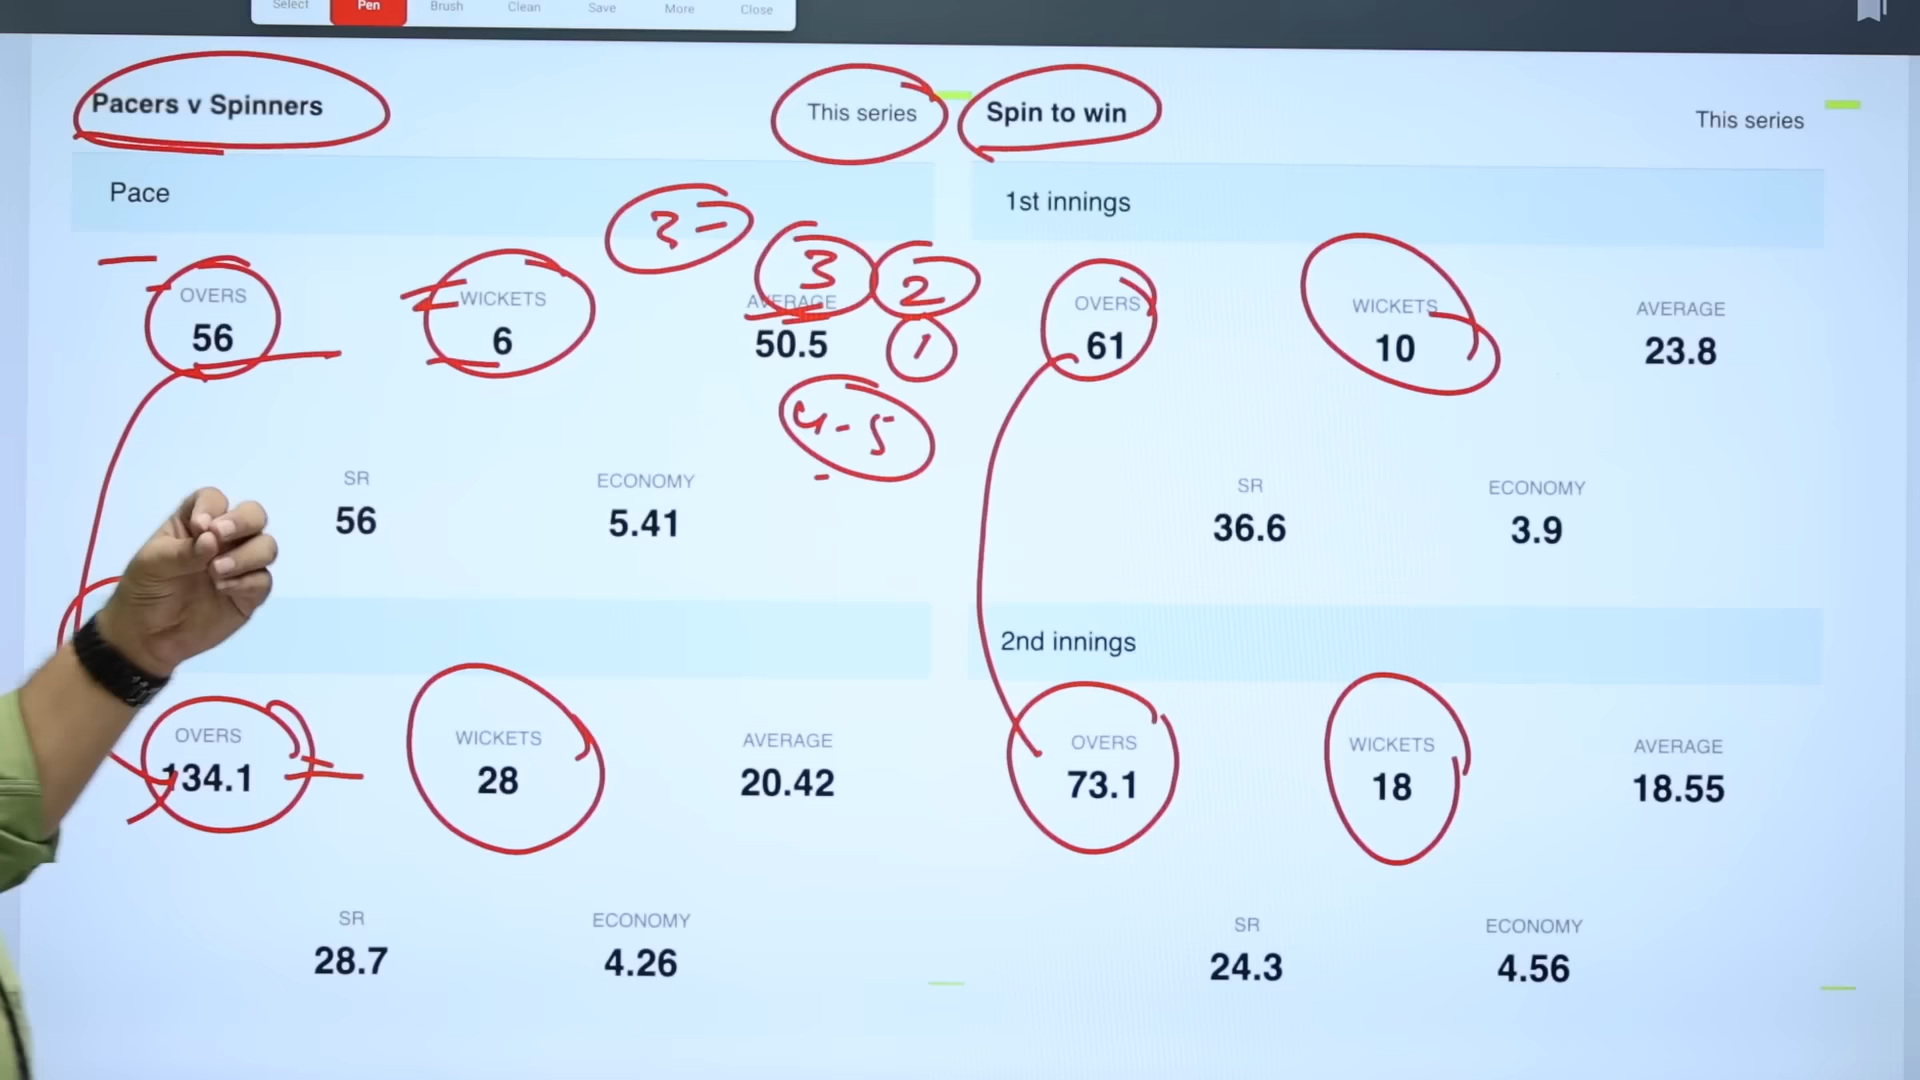 Select Pen Brush Clean Save More Close
Pacers v Spinners This series
Pace
3 -
3 2
1
OVERS WICKETS AVERAGE
56 6 50.5
4 - 5
SR ECONOMY
56 5.41
OVERS WICKETS AVERAGE
134.1 28 20.42
SR ECONOMY
28.7 4.26
Spin to win This series
1st innings
OVERS WICKETS AVERAGE
61 10 23.8
SR ECONOMY
36.6 3.9
2nd innings
OVERS WICKETS AVERAGE
73.1 18 18.55
SR ECONOMY
24.3 4.56